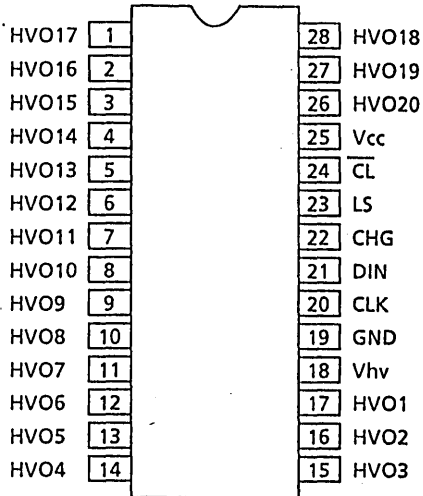 HVO17 1 28 HVO18
HVO16 2 27 HVO19
HVO15 3 26 HVO20
HVO14 4 25 Vcc
HVO13 5 24 C̅L̅
HVO12 6 23 LS
HVO11 7 22 CHG
HVO10 8 21 DIN
HVO9 9 20 CLK
HVO8 10 19 GND
HVO7 11 18 Vhv
HVO6 12 17 HVO1
HVO5 13 16 HVO2
HVO4 14 15 HVO3